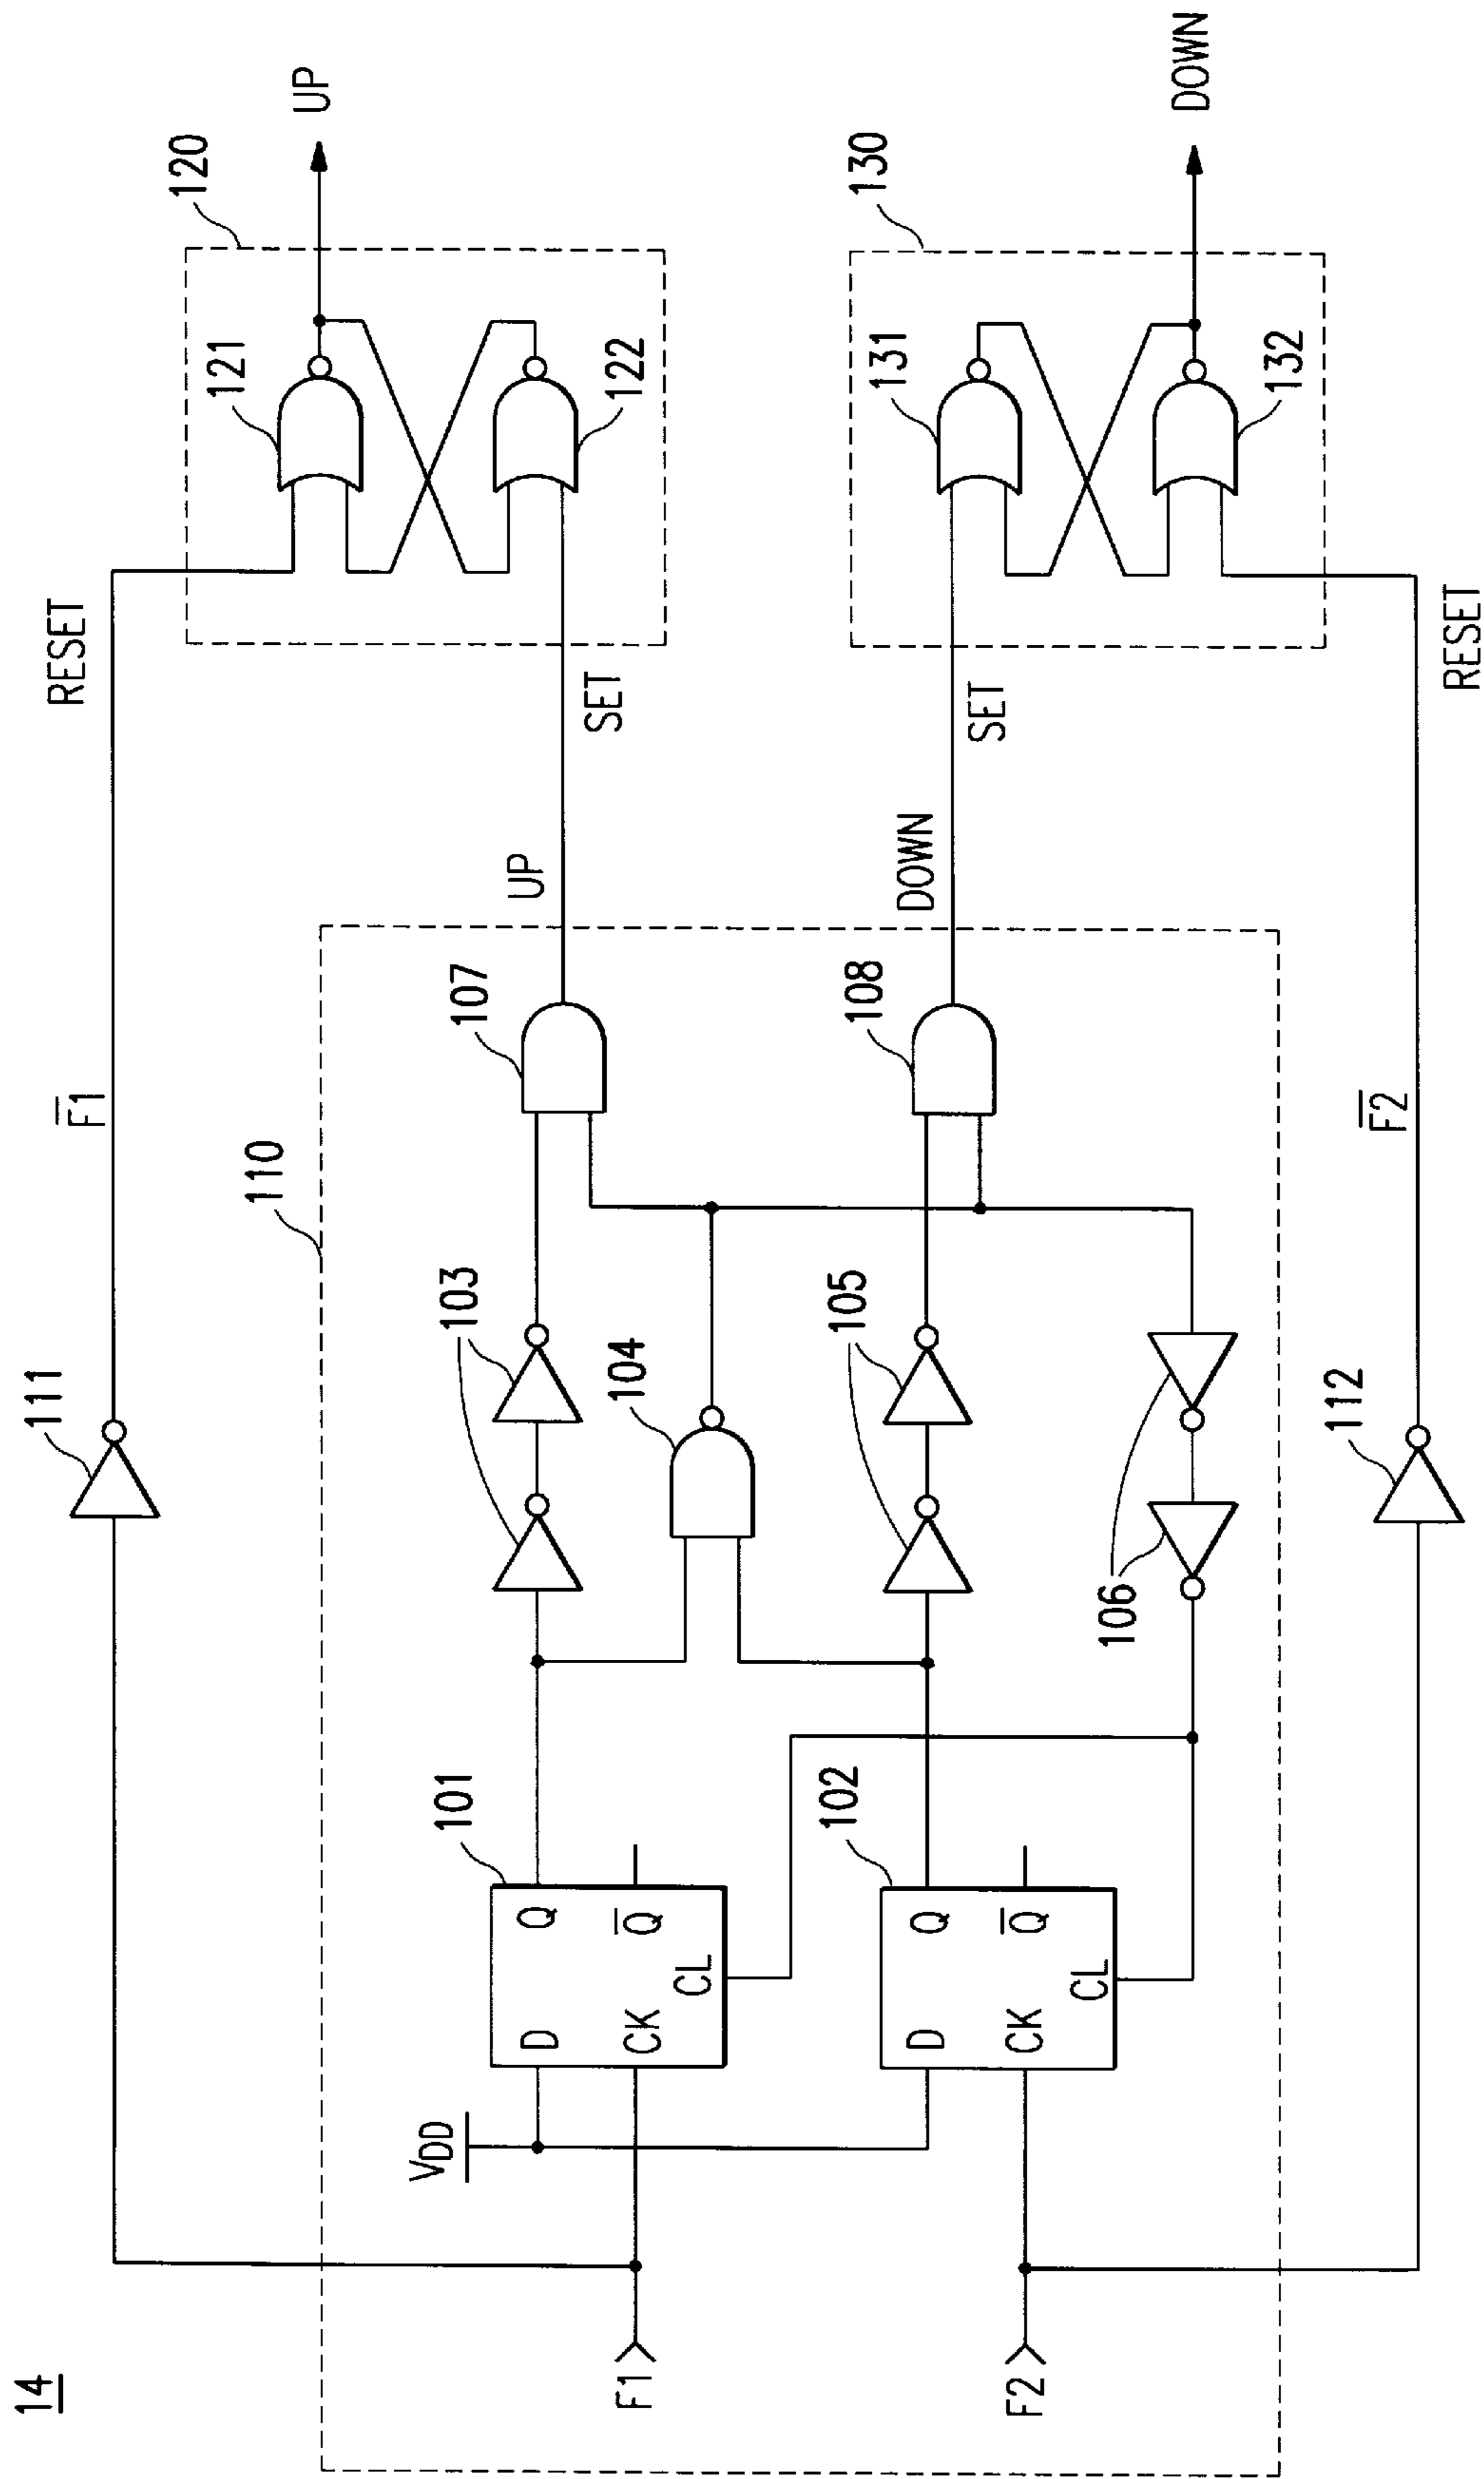 14
F1
F2
VDD
D
Q
CK
Q̅
CL
101
D
Q
CK
Q̅
CL
102
103
104
105
106
107
108
110
111
112
F̅1
F̅2
UP
DOWN
SET
SET
RESET
RESET
120
121
122
130
131
132
UP
DOWN